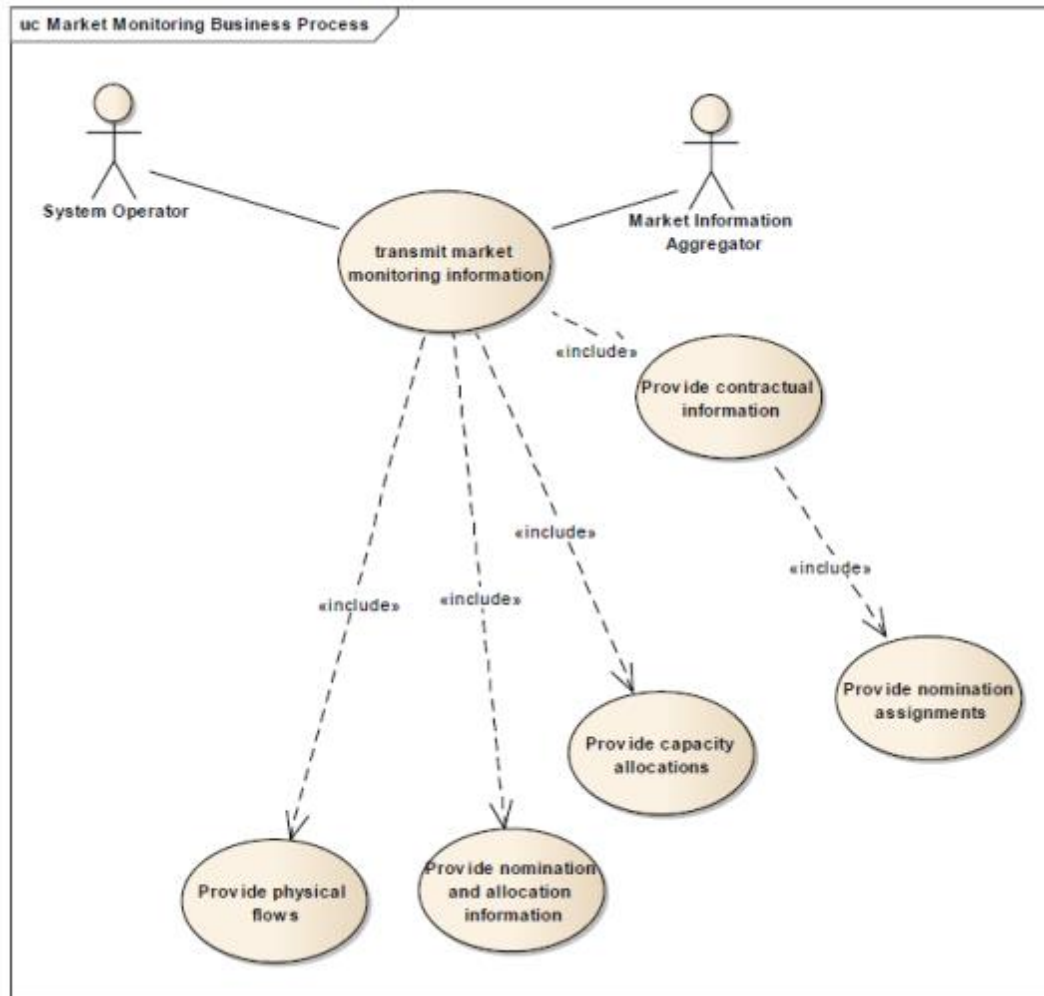 uc Market Monitoring Business Process
System Operator
Market Information
Aggregator
transmit market
monitoring information
«include»
Provide contractual
information
«include»
«include»
«include»
«include»
Provide nomination
assignments
Provide capacity
allocations
Provide physical
flows
Provide nomination
and allocation
information